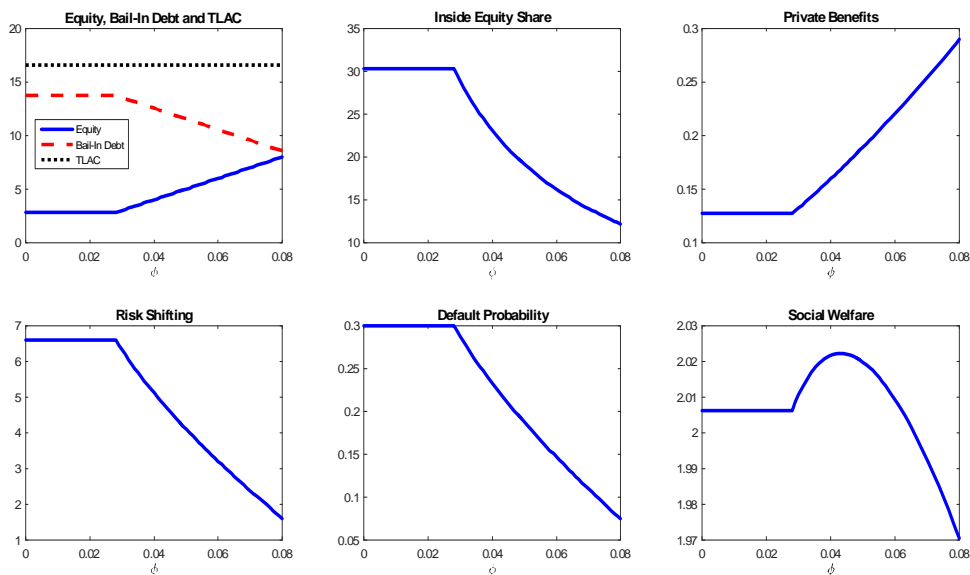 Equity, Bail-In Debt and TLAC
20
15
10
5
0
Equity
Bail-In Debt
TLAC
0 0.02 0.04 0.06 0.08
ϕ
Inside Equity Share
35
30
25
20
15
10
0 0.02 0.04 0.06 0.08
ϕ
Private Benefits
0.3
0.25
0.2
0.15
0.1
0 0.02 0.04 0.06 0.08
ϕ
Risk Shifting
7
6
5
4
3
2
1
0 0.02 0.04 0.06 0.08
ϕ
Default Probability
0.3
0.25
0.2
0.15
0.1
0.05
0 0.02 0.04 0.06 0.08
ϕ
Social Welfare
2.03
2.02
2.01
2
1.99
1.98
1.97
0 0.02 0.04 0.06 0.08
ϕ